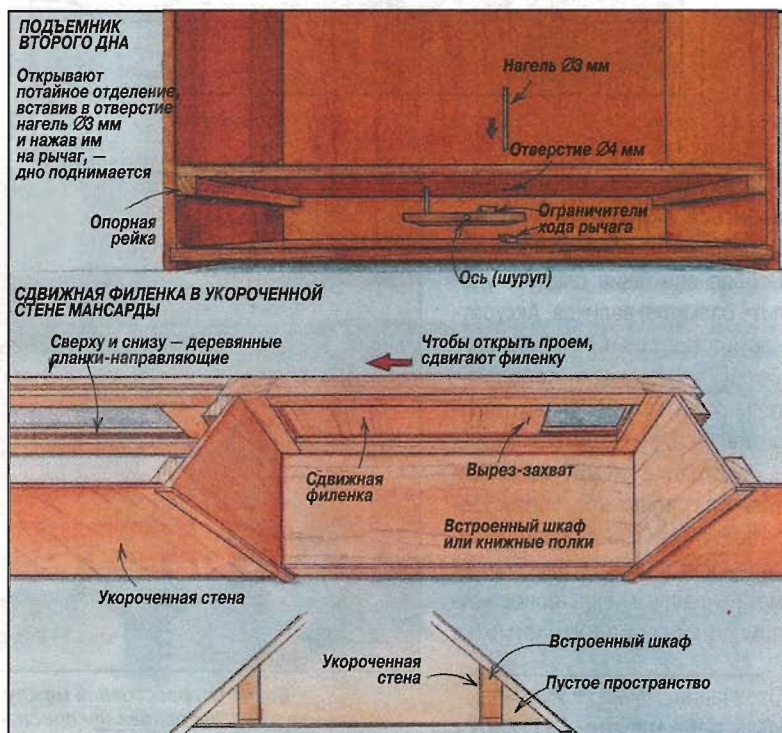 ПОДЪЕМНИК
ВТОРОГО ДНА
Открывают
потайное отделение,
вставив в отверстие
нагель Ø3 мм
и нажав им
на рычаг, —
дно поднимается
Нагель Ø3 мм
Отверстие Ø4 мм
Опорная
рейка
Ограничители
хода рычага
Ось (шуруп)
СДВИЖНАЯ ФИЛЕНКА В УКОРОЧЕННОЙ
СТЕНЕ МАНСАРДЫ
Сверху и снизу — деревянные
планки-направляющие
Чтобы открыть проем,
сдвигают филенку
Сдвижная
филенка
Вырез-захват
Встроенный шкаф
или книжные полки
Укороченная стена
Укороченная
стена
Встроенный шкаф
Пустое пространство